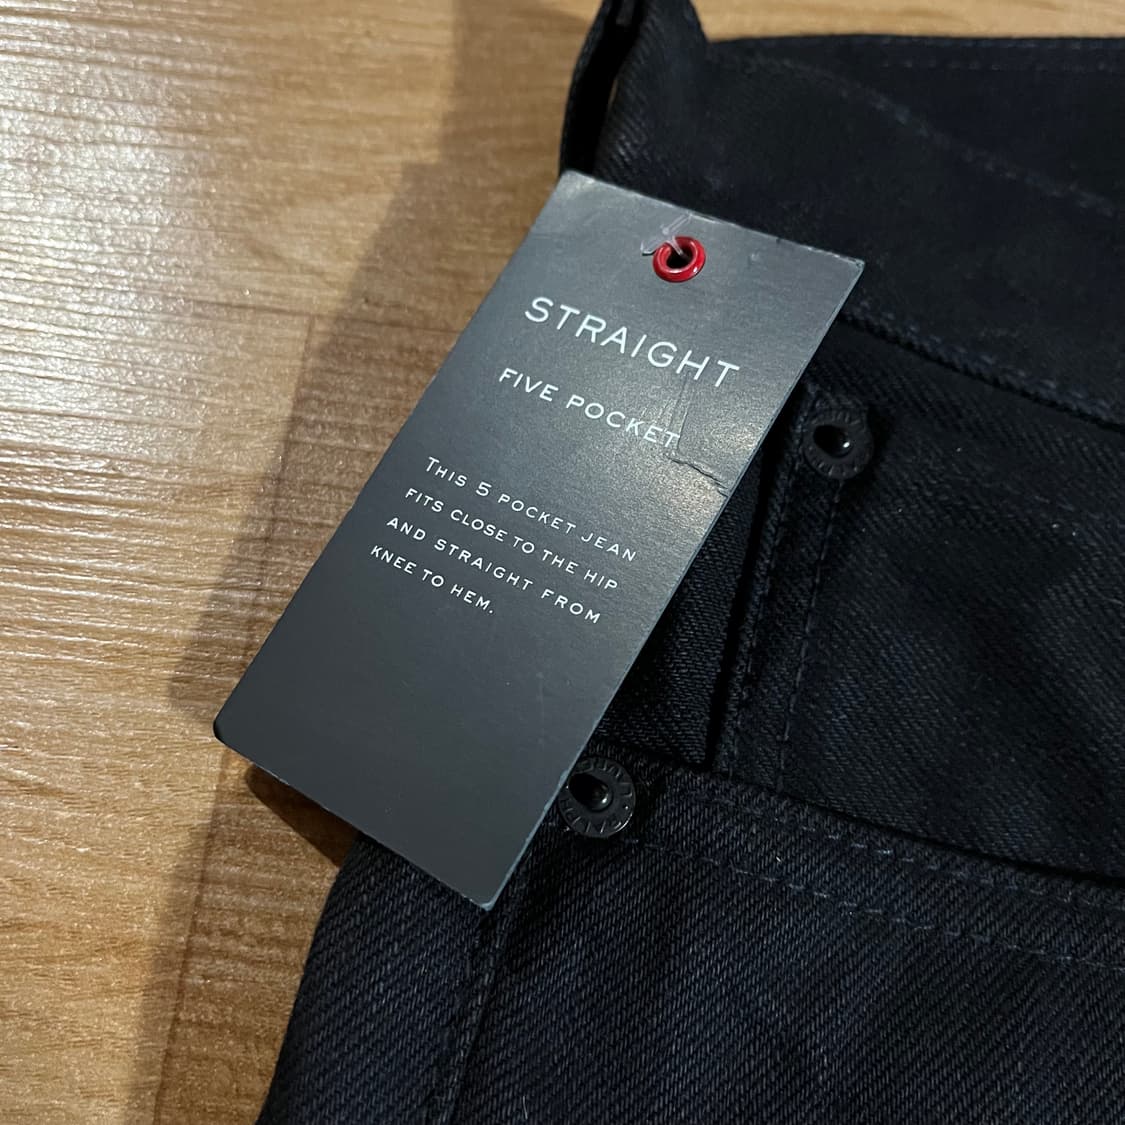 STRAIGHT
FIVE POCKET
THIS 5 POCKET JEAN
FITS CLOSE TO THE HIP
AND STRAIGHT FROM
KNEE TO HEM.